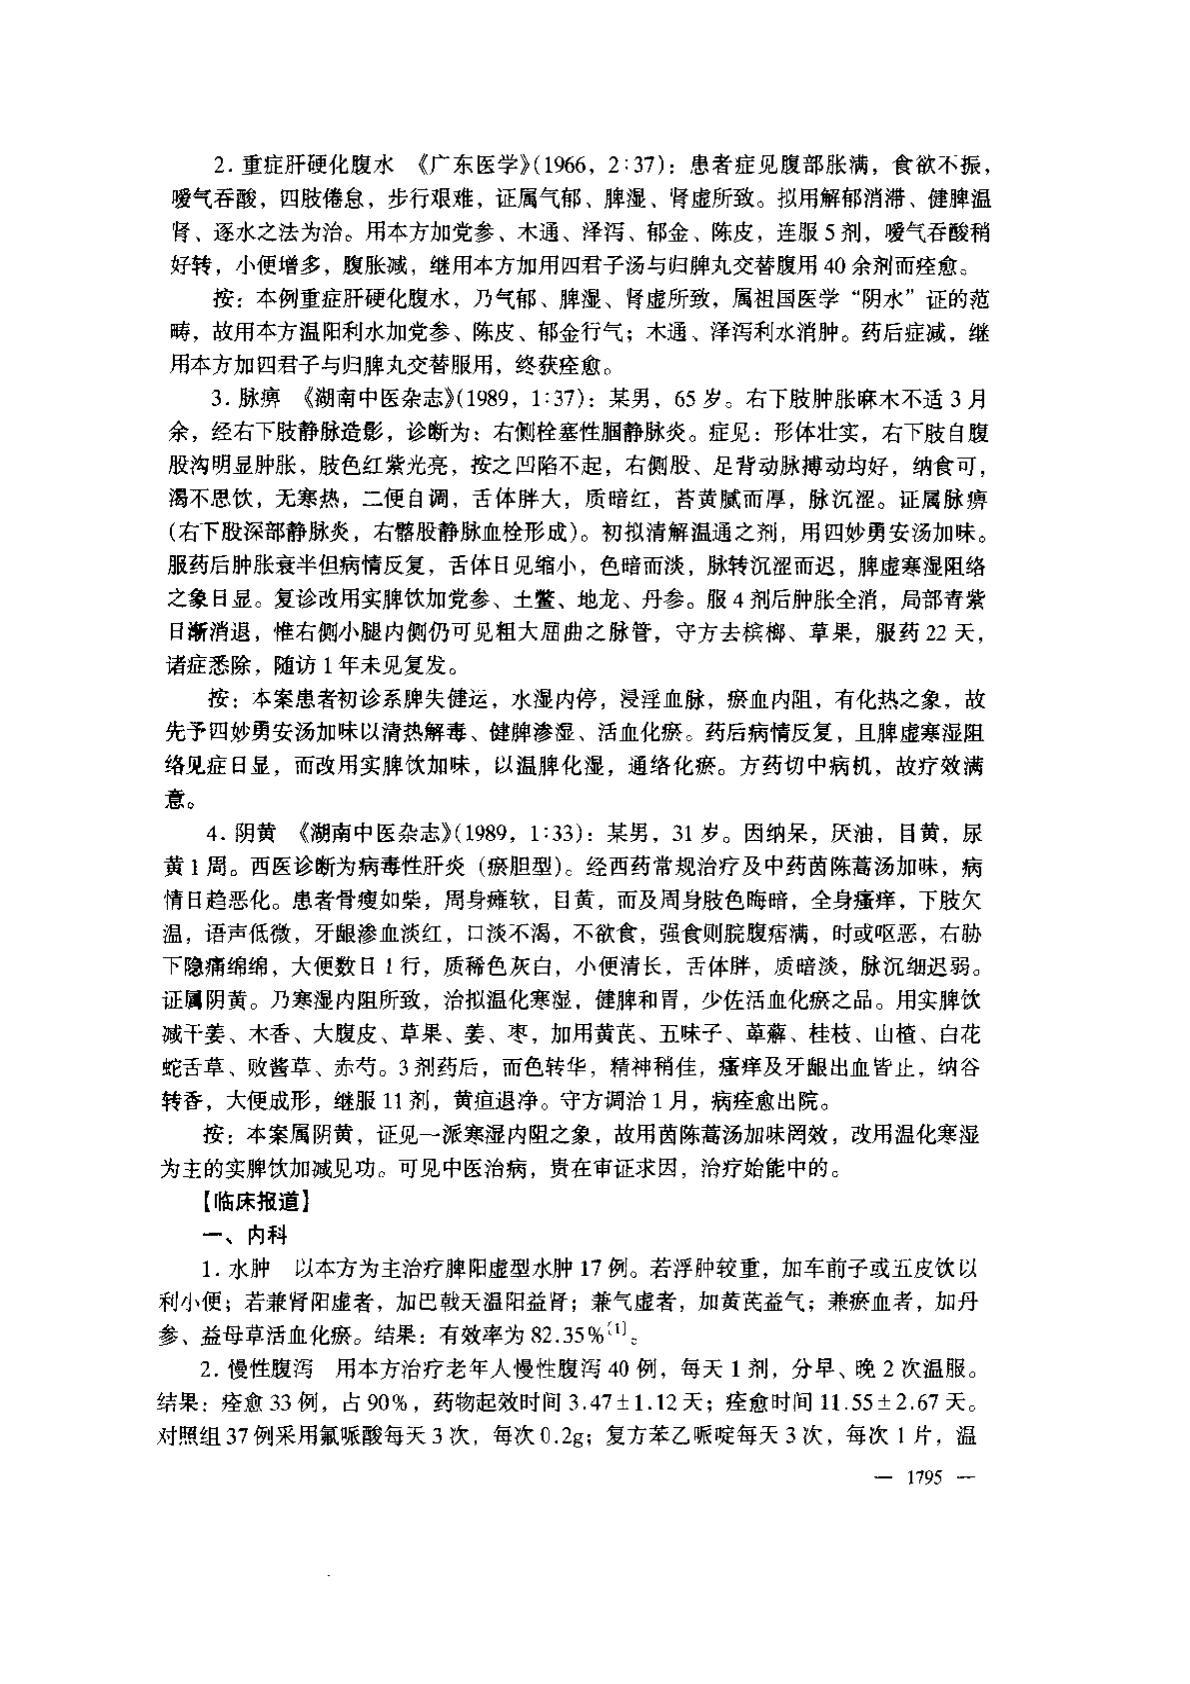 2. 重症肝硬化腹水 《广东医学》(1966，2:37)：患者症见腹部胀满，食欲不振，
嗳气吞酸，四肢倦怠，步行艰难，证属气郁、脾湿、肾虚所致。拟用解郁消滞、健脾温
肾、逐水之法为治。用本方加党参、木通、泽泻、郁金、陈皮，连服 5 剂，嗳气吞酸稍
好转，小便增多，腹胀减，继用本方加用四君子汤与归脾丸交替腹用 40 余剂而痊愈。
按：本例重症肝硬化腹水，乃气郁、脾湿、肾虚所致，属祖国医学“阴水”证的范
畴，故用本方温阳利水加党参、陈皮、郁金行气；木通、泽泻利水消肿。药后症减，继
用本方加四君子与归脾丸交替服用，终获痊愈。
3. 脉痹 《湖南中医杂志》(1989，1:37)：某男，65 岁。右下肢肿胀麻木不适 3 月
余，经右下肢静脉造影，诊断为：右侧栓塞性腘静脉炎。症见：形体壮实，右下肢自腹
股沟明显肿胀，肢色红紫光亮，按之凹陷不起，右侧股、足背动脉搏动均好，纳食可，
渴不思饮，无寒热，二便自调，舌体胖大，质暗红，苔黄腻而厚，脉沉涩。证属脉痹
(右下股深部静脉炎，右髂股静脉血栓形成)。初拟清解温通之剂，用四妙勇安汤加味。
服药后肿胀衰半但病情反复，舌体日见缩小，色暗而淡，脉转沉涩而迟，脾虚寒湿阻络
之象日显。复诊改用实脾饮加党参、土鳖、地龙、丹参。服 4 剂后肿胀全消，局部青紫
日渐消退，惟右侧小腿内侧仍可见粗大屈曲之脉管，守方去槟榔、草果，服药 22 天，
诸症悉除，随访 1 年未见复发。
按：本案患者初诊系脾失健运，水湿内停，浸淫血脉，瘀血内阻，有化热之象，故
先予四妙勇安汤加味以清热解毒、健脾渗湿、活血化瘀。药后病情反复，且脾虚寒湿阻
络见症日显，而改用实脾饮加味，以温脾化湿，通络化瘀。方药切中病机，故疗效满
意。
4. 阴黄 《湖南中医杂志》(1989，1:33)：某男，31 岁。因纳呆，厌油，目黄，尿
黄 1 周。西医诊断为病毒性肝炎（瘀胆型）。经西药常规治疗及中药茵陈蒿汤加味，病
情日趋恶化。患者骨瘦如柴，周身瘫软，目黄，而及周身肢色晦暗，全身瘙痒，下肢欠
温，语声低微，牙龈渗血淡红，口淡不渴，不欲食，强食则脘腹痞满，时或呕恶，右胁
下隐痛绵绵，大便数日 1 行，质稀色灰白，小便清长，舌体胖，质暗淡，脉沉细迟弱。
证属阴黄。乃寒湿内阻所致，治拟温化寒湿，健脾和胃，少佐活血化瘀之品。用实脾饮
减干姜、木香、大腹皮、草果、姜、枣，加用黄芪、五味子、萆薢、桂枝、山楂、白花
蛇舌草、败酱草、赤芍。3 剂药后，而色转华，精神稍佳，瘙痒及牙龈出血皆止，纳谷
转香，大便成形，继服 11 剂，黄疸退净。守方调治 1 月，病痊愈出院。
按：本案属阴黄，证见一派寒湿内阻之象，故用茵陈蒿汤加味罔效，改用温化寒湿
为主的实脾饮加减见功。可见中医治病，贵在审证求因，治疗始能中的。
【临床报道】
一、内科
1. 水肿　以本方为主治疗脾阳虚型水肿 17 例。若浮肿较重，加车前子或五皮饮以
利小便；若兼肾阳虚者，加巴戟天温阳益肾；兼气虚者，加黄芪益气；兼瘀血者，加丹
参、益母草活血化瘀。结果：有效率为 82.35%〔1〕。
2. 慢性腹泻　用本方治疗老年人慢性腹泻 40 例，每天 1 剂，分早、晚 2 次温服。
结果：痊愈 33 例，占 90%，药物起效时间 3.47±1.12 天；痊愈时间 11.55±2.67 天。
对照组 37 例采用氟哌酸每天 3 次，每次 0.2g；复方苯乙哌啶每天 3 次，每次 1 片，温
— 1795 —